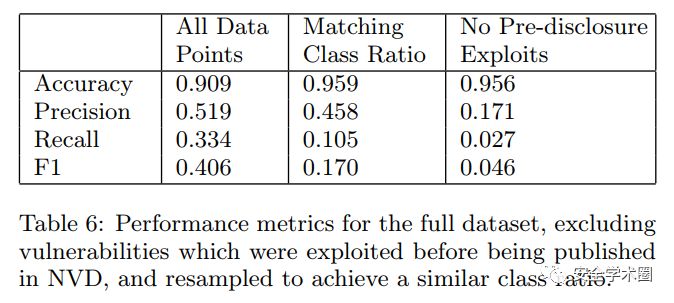 All Data Matching No Pre-disclosure
Points Class Ratio Exploits
Accuracy 0.909 0.959 0.956
Precision 0.519 0.458 0.171
Recall 0.334 0.105 0.027
F1 0.406 0.170 0.046
Table 6: Performance metrics for the full dataset, excluding
vulnerabilities which were exploited before being published
in NVD, and resampled to achieve a similar class ratio.
安全学术圈